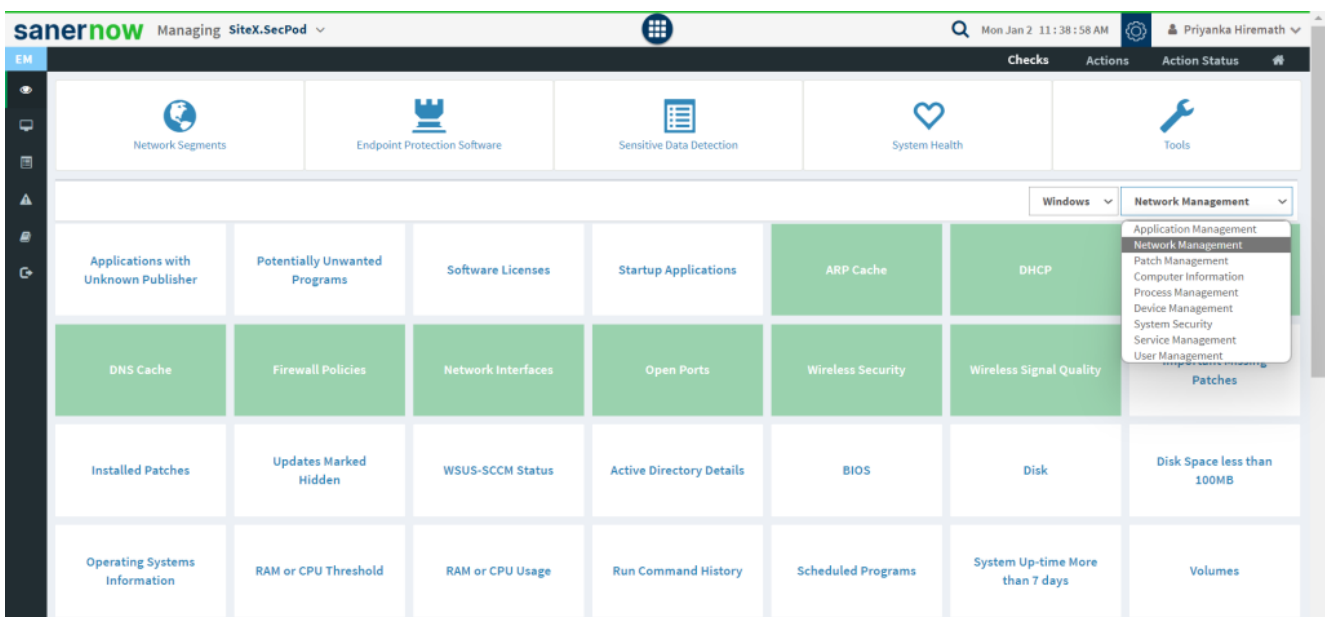 sanernow Managing SiteX.SecPod Mon Jan 2 11:38:58 AM Priyanka Hiremath
EM Checks Actions Action Status
Network Segments Endpoint Protection Software Sensitive Data Detection System Health Tools
Windows Network Management
Application Management
Network Management
Patch Management
Computer Information
Process Management
Device Management
System Security
Service Management
User Management
Applications with
Unknown Publisher
Potentially Unwanted
Programs
Software Licenses
Startup Applications
ARP Cache
DHCP
DNS Cache
Firewall Policies
Network Interfaces
Open Ports
Wireless Security
Wireless Signal Quality
Important Missing
Patches
Installed Patches
Updates Marked
Hidden
WSUS-SCCM Status
Active Directory Details
BIOS
Disk
Disk Space less than
100MB
Operating Systems
Information
RAM or CPU Threshold
RAM or CPU Usage
Run Command History
Scheduled Programs
System Up-time More
than 7 days
Volumes